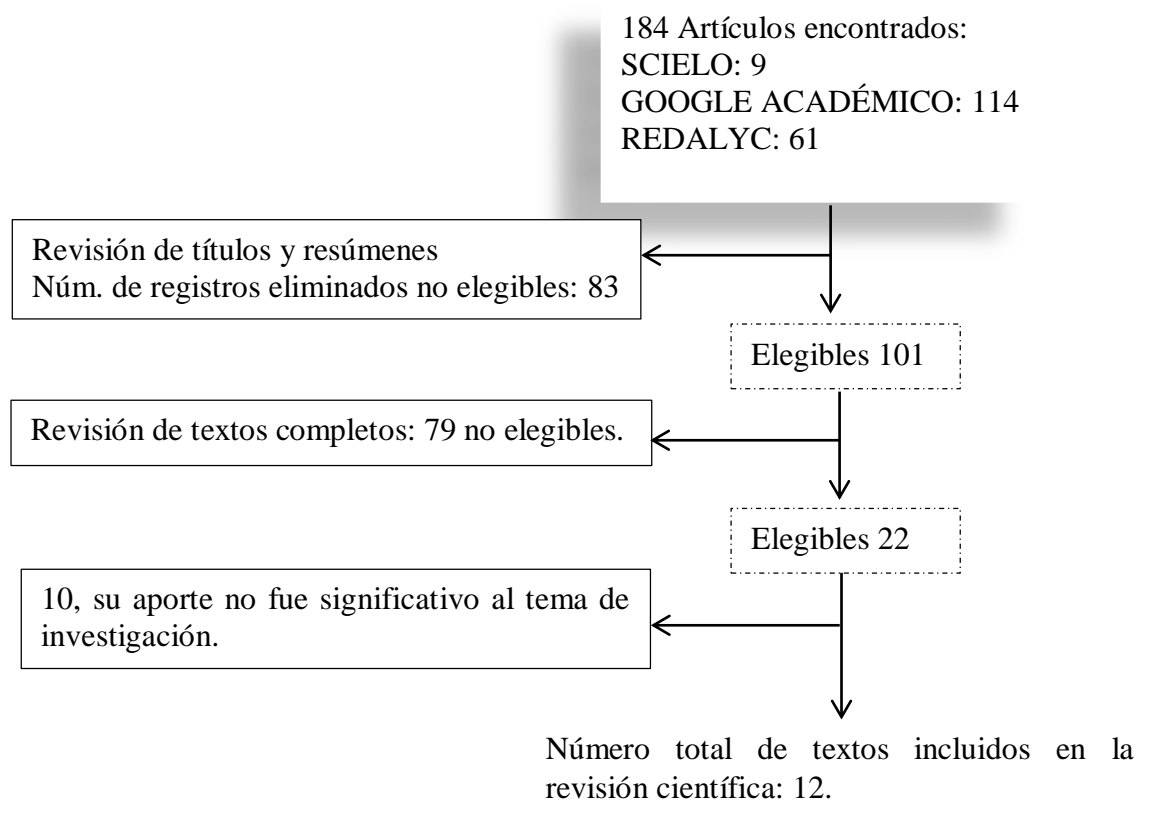 184 Artículos encontrados:
SCIELO: 9
GOOGLE ACADÉMICO: 114
REDALYC: 61
Revisión de títulos y resúmenes
Núm. de registros eliminados no elegibles: 83
Elegibles 101
Revisión de textos completos: 79 no elegibles.
Elegibles 22
10, su aporte no fue significativo al tema de
investigación.
Número total de textos incluidos en la
revisión científica: 12.